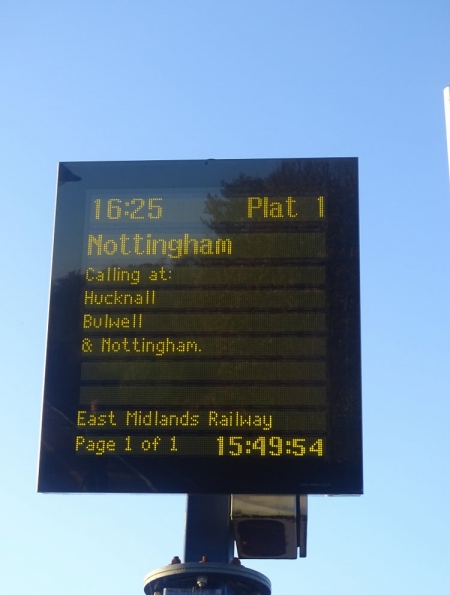 16:25 Plat 1
Nottingham
Calling at:
Hucknall
Bulwell
& Nottingham.
East Midlands Railway
Page 1 of 1 15:49:54